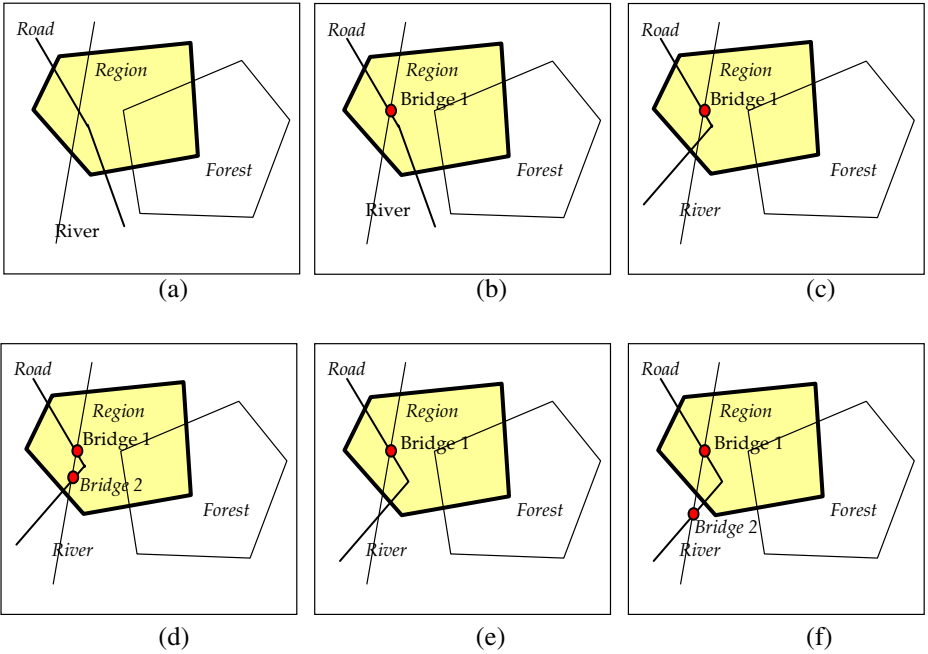 Road
Region
Forest
River
(a)
Road
Region
Bridge 1
Forest
River
(b)
Road
Region
Bridge 1
Forest
River
(c)
Road
Region
Bridge 1
Bridge 2
Forest
River
(d)
Road
Region
Bridge 1
Forest
River
(e)
Road
Region
Bridge 1
Forest
Bridge 2
River
(f)